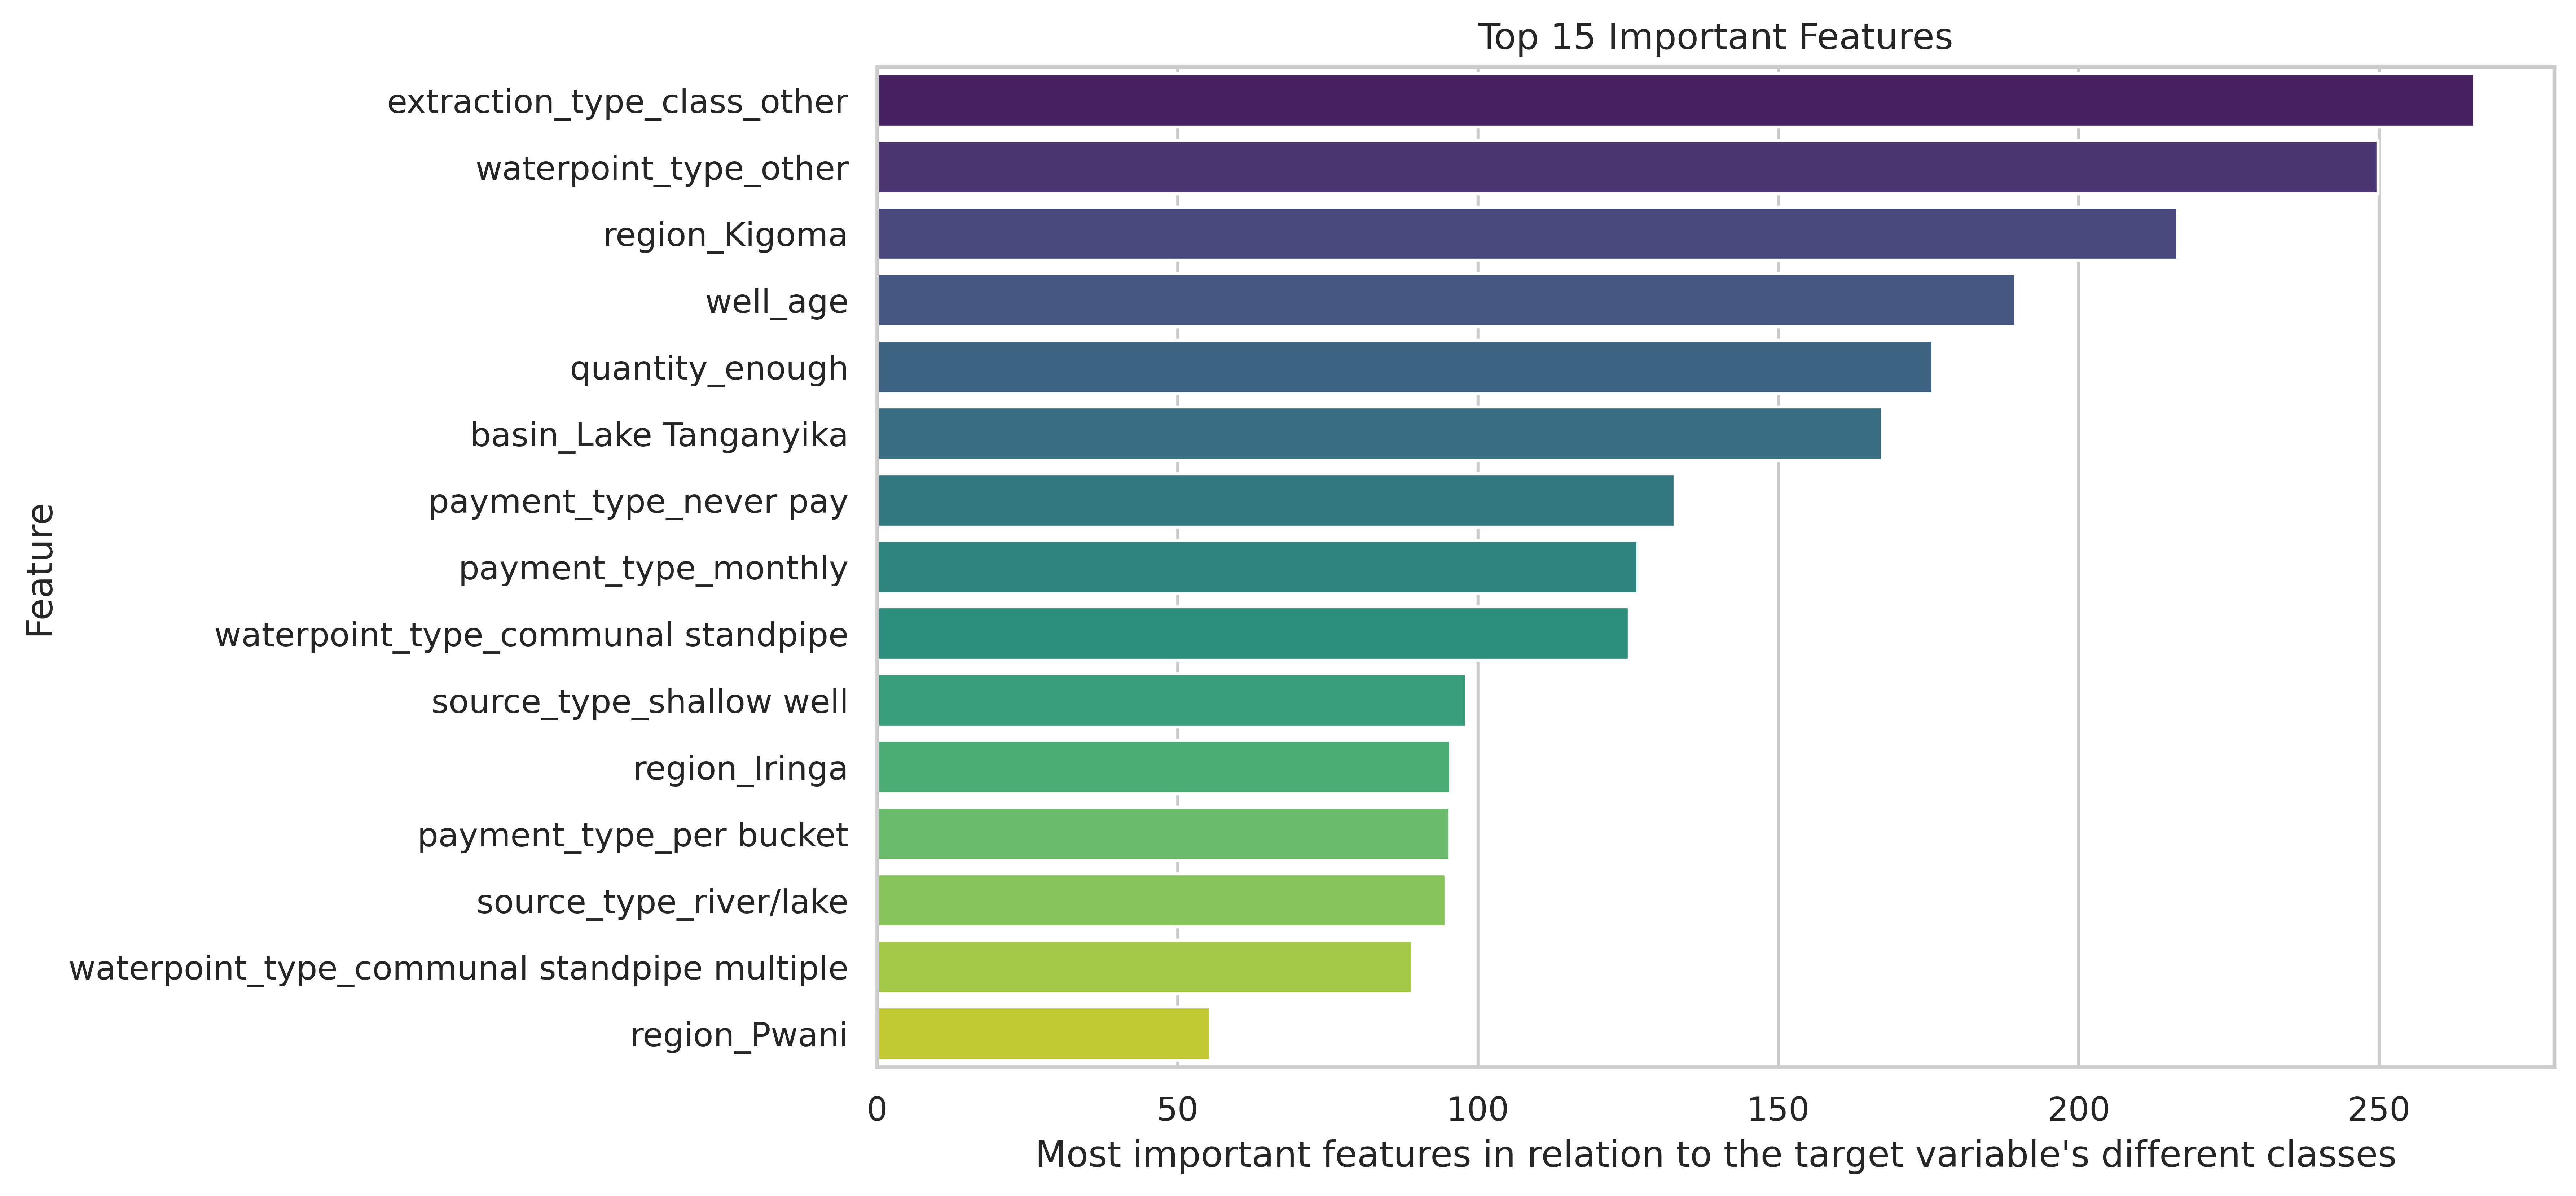 Top 15 Important Features
extraction_type_class_other
waterpoint_type_other
region_Kigoma
well_age
quantity_enough
basin_Lake Tanganyika
payment_type_never pay
payment_type_monthly
waterpoint_type_communal standpipe
source_type_shallow well
region_Iringa
payment_type_per bucket
source_type_river/lake
waterpoint_type_communal standpipe multiple
region_Pwani
Feature
0 50 100 150 200 250
Most important features in relation to the target variable's different classes